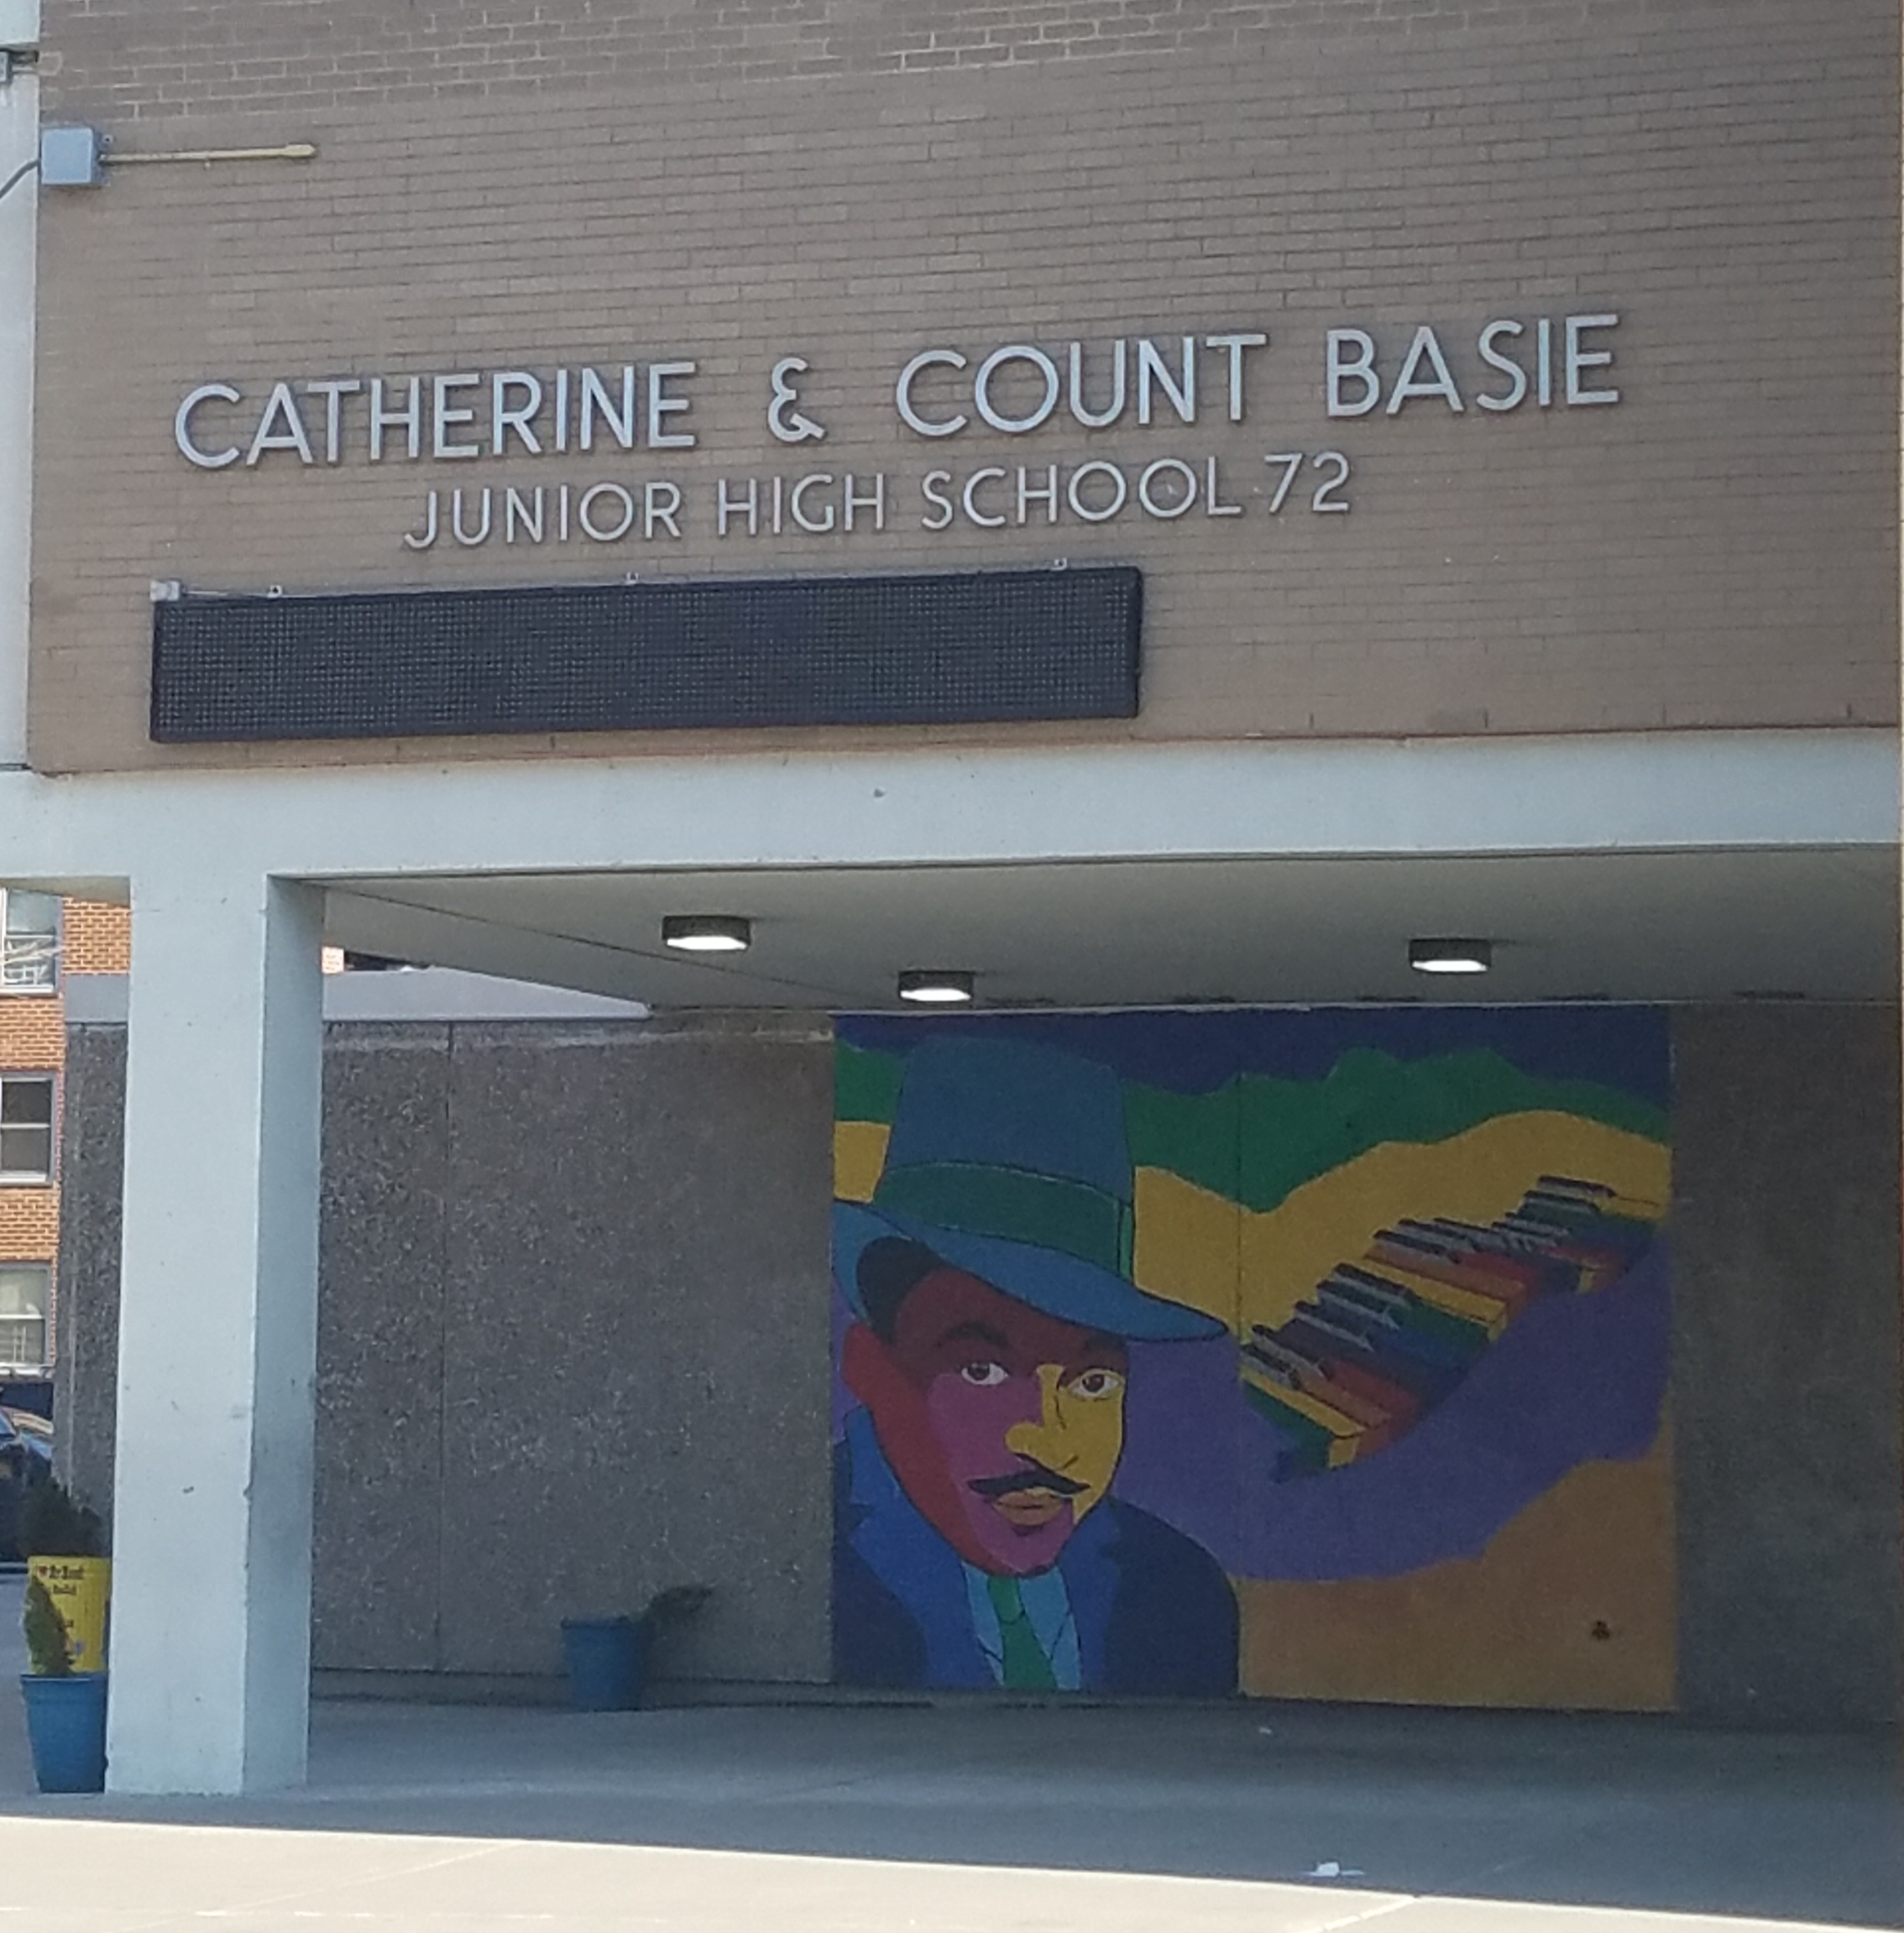 CATHERINE & COUNT BASIE
JUNIOR HIGH SCHOOL 72